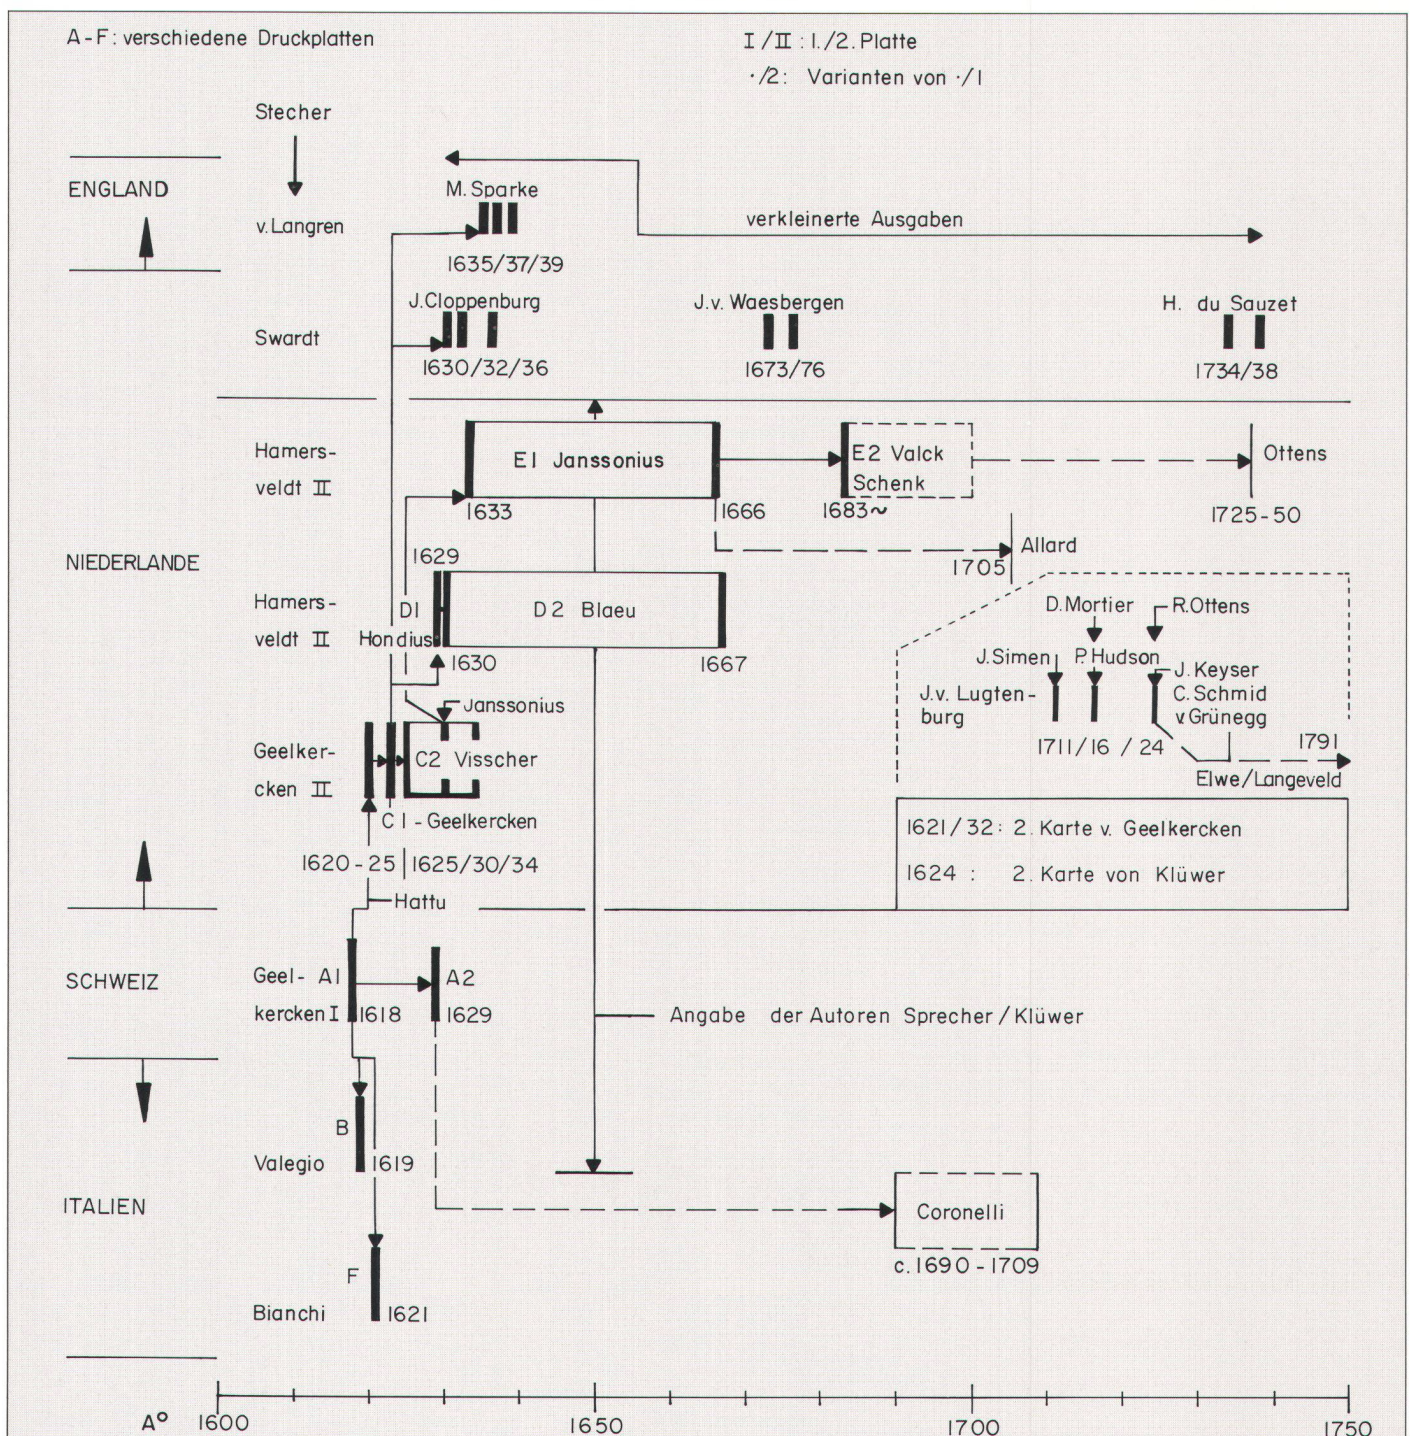 A-F: verschiedene Druckplatten
I/II: 1./2. Platte
·/2: Varianten von ·/1
Stecher
ENGLAND
M. Sparke
v. Langren
verkleinerte Ausgaben
1635/37/39
J. Cloppenburg
J. v. Waesbergen
H. du Sauzet
Swardt
1630/32/36
1673/76
1734/38
Hamers-
veldt II
E1 Janssonius
E2 Valck
Schenk
Ottens
1633
1666
1683~
1725-50
NIEDERLANDE
1629
Allard
1705
Hamers-
veldt II
D1
Hondius
D2 Blaeu
1630
1667
D. Mortier
R. Ottens
J. Simen
P. Hudson
J. Keyser
J. v. Lugten-
burg
C. Schmid
v. Grünegg
1711/16/24
1791
Elwe/Langeveld
Janssonius
Geelker-
cken II
C2 Visscher
C1 - Geelkercken
1620-25
1625/30/34
1621/32: 2. Karte v. Geelkercken
1624: 2. Karte von Klüwer
Hattu
SCHWEIZ
Geel-
kercken I
A1
1618
A2
1629
Angabe der Autoren Sprecher/Klüwer
B
Valegio
1619
ITALIEN
Coronelli
c. 1690-1709
F
Bianchi
1621
A° 1600
1650
1700
1750